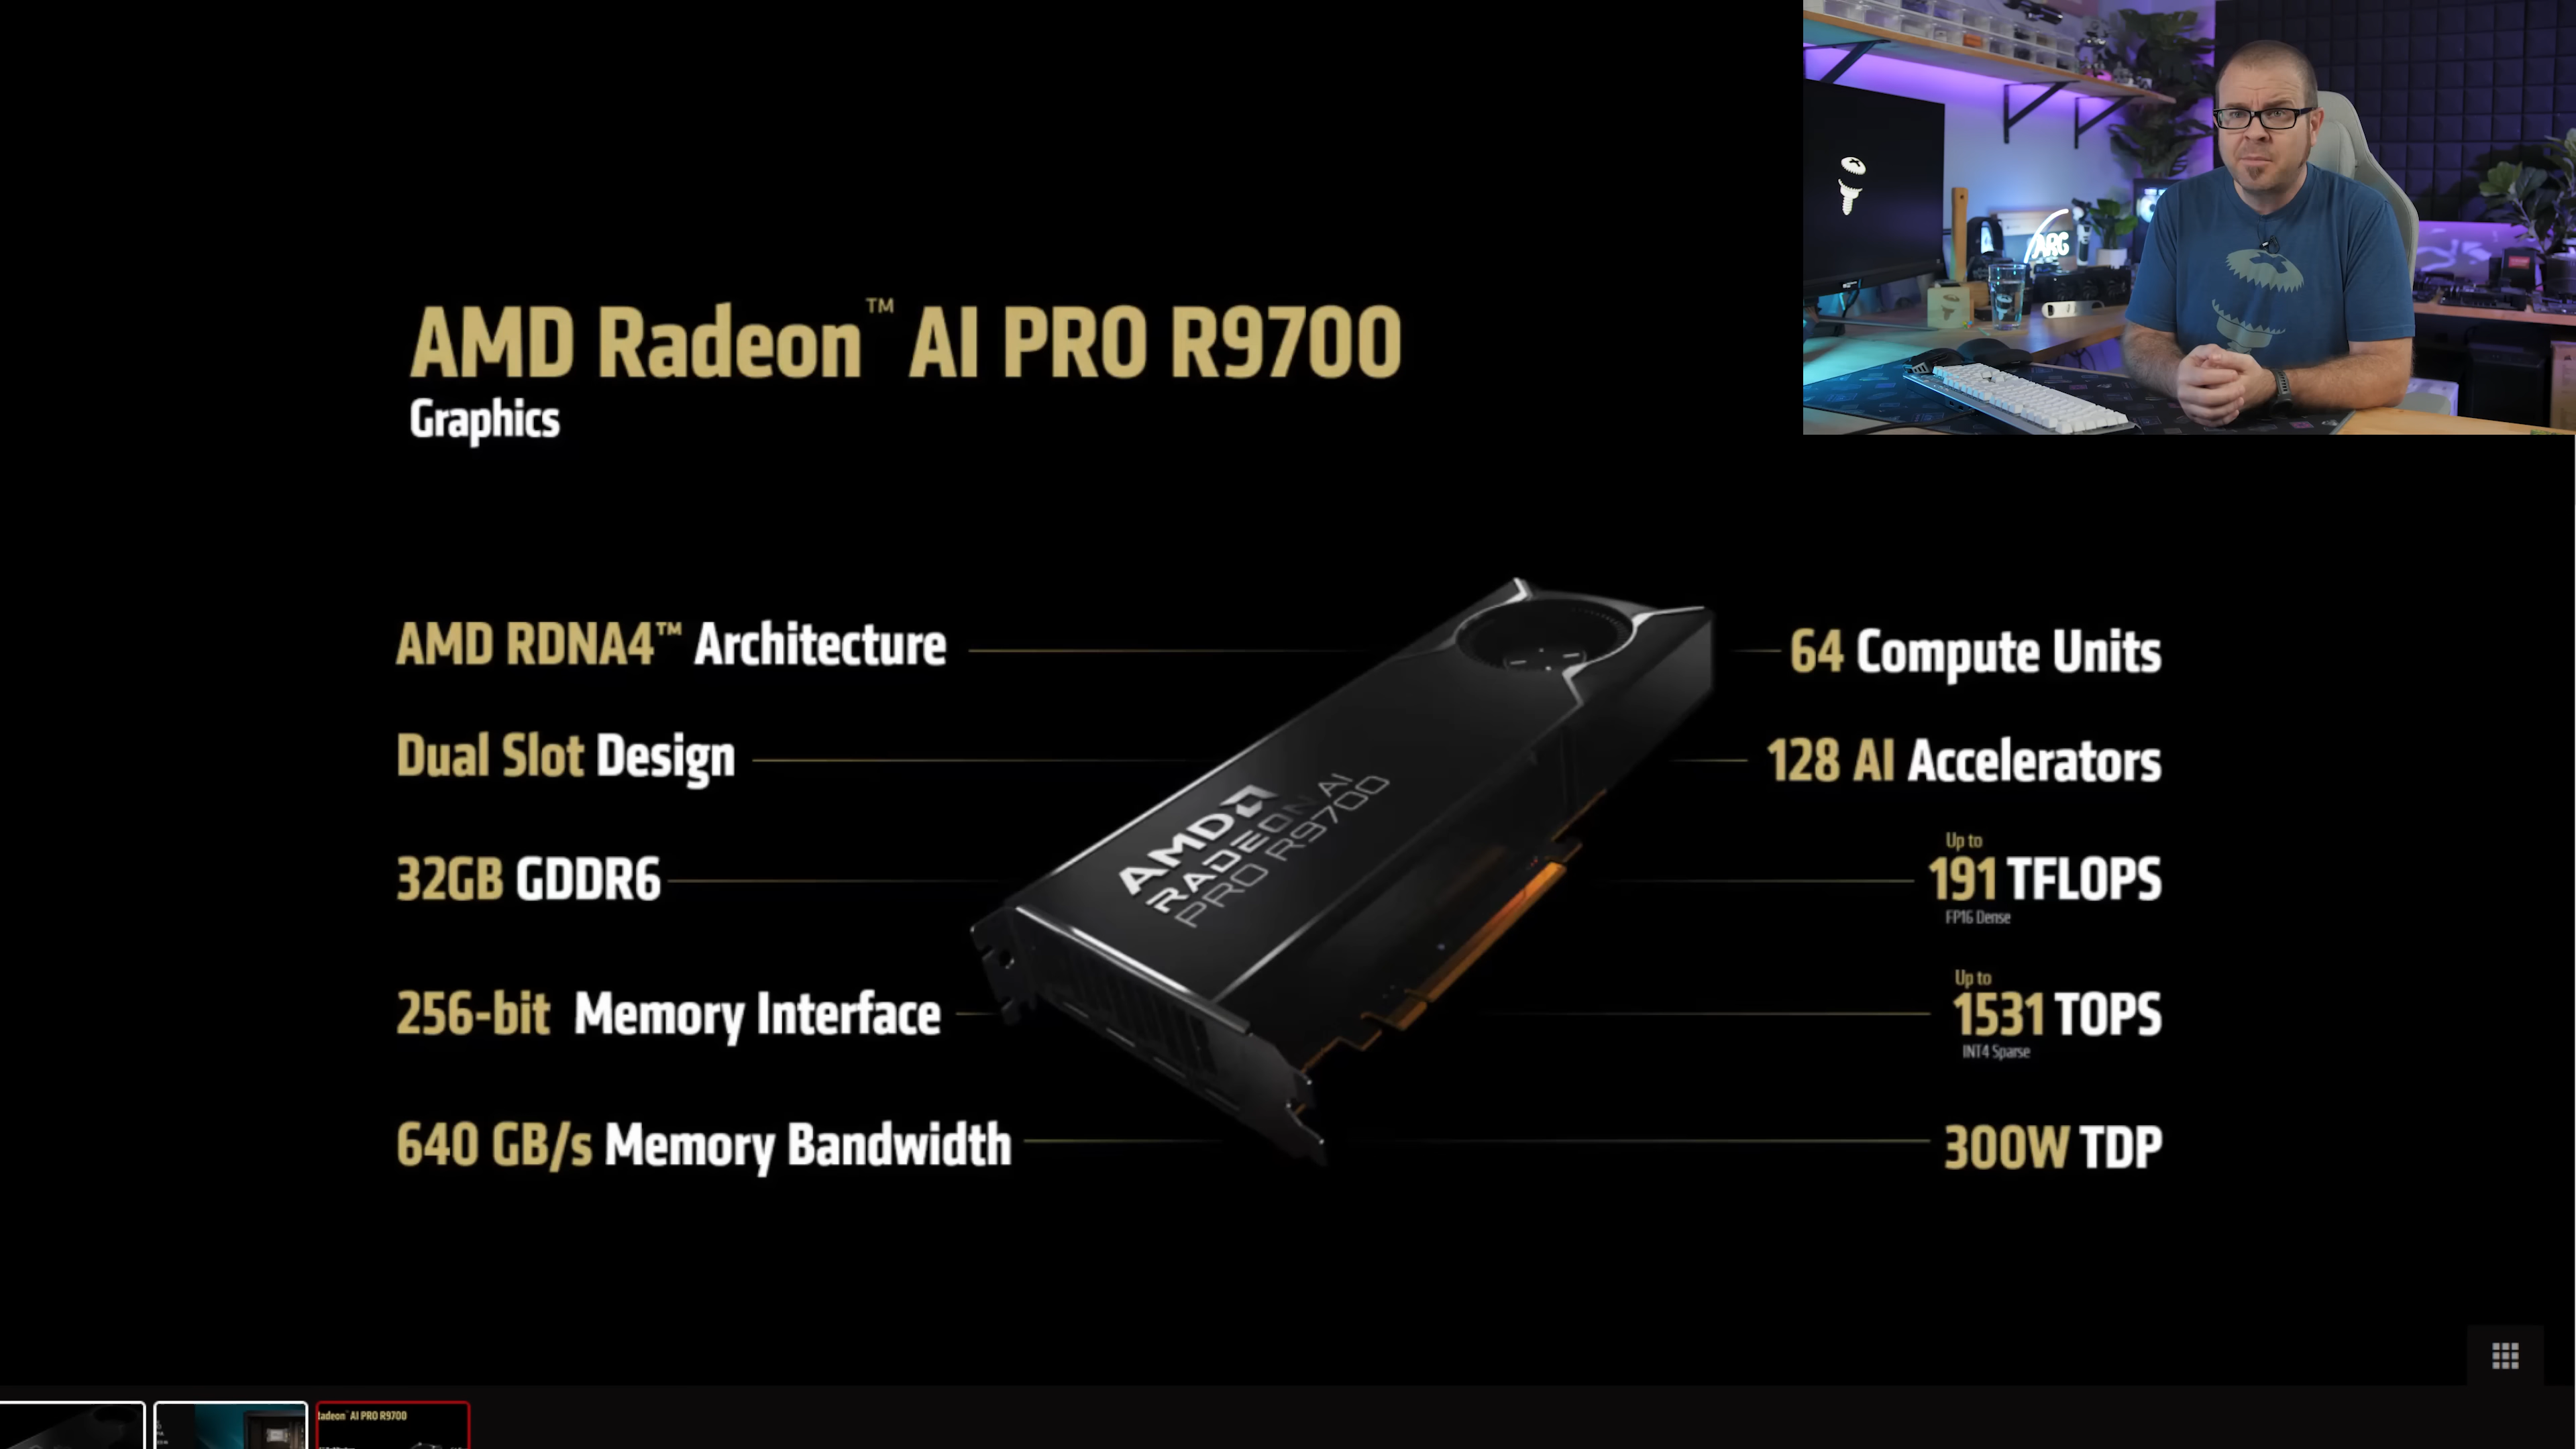 AMD Radeon™ AI PRO R9700
Graphics
AMD RDNA4™ Architecture
Dual Slot Design
32GB GDDR6
256-bit Memory Interface
640 GB/s Memory Bandwidth
AMD
RADEON AI
PRO R9700
64 Compute Units
128 AI Accelerators
Up to
191 TFLOPS
FP16 Dense
Up to
1531 TOPS
INT4 Sparse
300W TDP
ARC
adeon™ AI PRO R9700